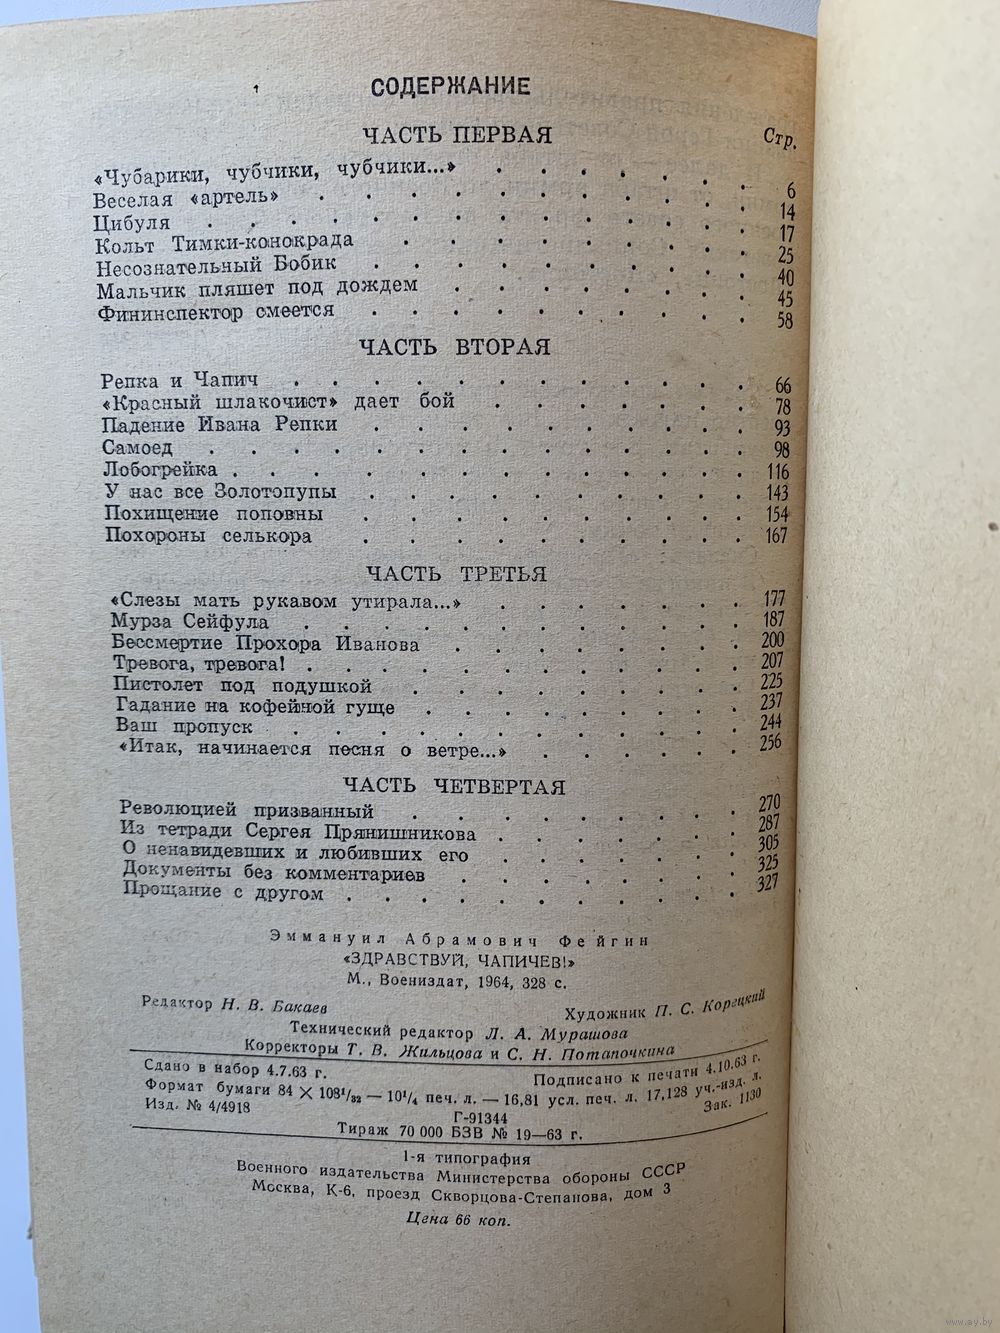 СОДЕРЖАНИЕ
ЧАСТЬ ПЕРВАЯ Стр.
«Чубарики, чубчики, чубчики...» . . . . . . . 6
Веселая «артель» . . . . . . . . . . 14
Цибуля . . . . . . . . . . . . 17
Кольт Тимки-конокрада . . . . . . . . 25
Несознательный Бобик . . . . . . . . . 40
Мальчик пляшет под дождем . . . . . . . 45
Фининспектор смеется . . . . . . . . . 58
ЧАСТЬ ВТОРАЯ
Репка и Чапич . . . . . . . . . . 66
«Красный шлакочист» дает бой . . . . . . . 78
Падение Ивана Репки . . . . . . . . . 93
Самоед . . . . . . . . . . . . 98
Лобогрейка . . . . . . . . . . . 116
У нас все Золотопупы . . . . . . . . . 143
Похищение поповны . . . . . . . . . 154
Похороны селькора . . . . . . . . . 167
ЧАСТЬ ТРЕТЬЯ
«Слезы мать рукавом утирала...» . . . . . . . 177
Мурза Сейфула . . . . . . . . . . 187
Бессмертие Прохора Иванова . . . . . . . 200
Тревога, тревога! . . . . . . . . . . 207
Пистолет под подушкой . . . . . . . . 225
Гадание на кофейной гуще . . . . . . . . 237
Ваш пропуск . . . . . . . . . . 244
«Итак, начинается песня о ветре...» . . . . . . 256
ЧАСТЬ ЧЕТВЕРТАЯ
Революцией призванный . . . . . . . . 270
Из тетради Сергея Прянишникова . . . . . . . 287
О ненавидевших и любивших его . . . . . . . 305
Документы без комментариев . . . . . . . 325
Прощание с другом . . . . . . . . . . 327
Эммануил Абрамович Фейгин
«ЗДРАВСТВУЙ, ЧАПИЧЕВ!»
М., Воениздат, 1964, 328 с.
Редактор Н. В. Бакаев Художник П. С. Корецкий
Технический редактор Л. А. Мурашова
Корректоры Т. В. Жильцова и С. Н. Потапочкина
Сдано в набор 4.7.63 г. Подписано к печати 4.10.63 г.
Формат бумаги 84 × 108¹/₃₂ — 10¹/₄ печ. л. — 16,81 усл. печ. л. 17,128 уч.-изд. л.
Изд. № 4/4918 Г-91344 Зак. 1130
Тираж 70 000 БЗВ № 19—63 г.
1-я типография
Военного издательства Министерства обороны СССР
Москва, К-6, проезд Скворцова-Степанова, дом 3
Цена 66 коп.
www.ay.by